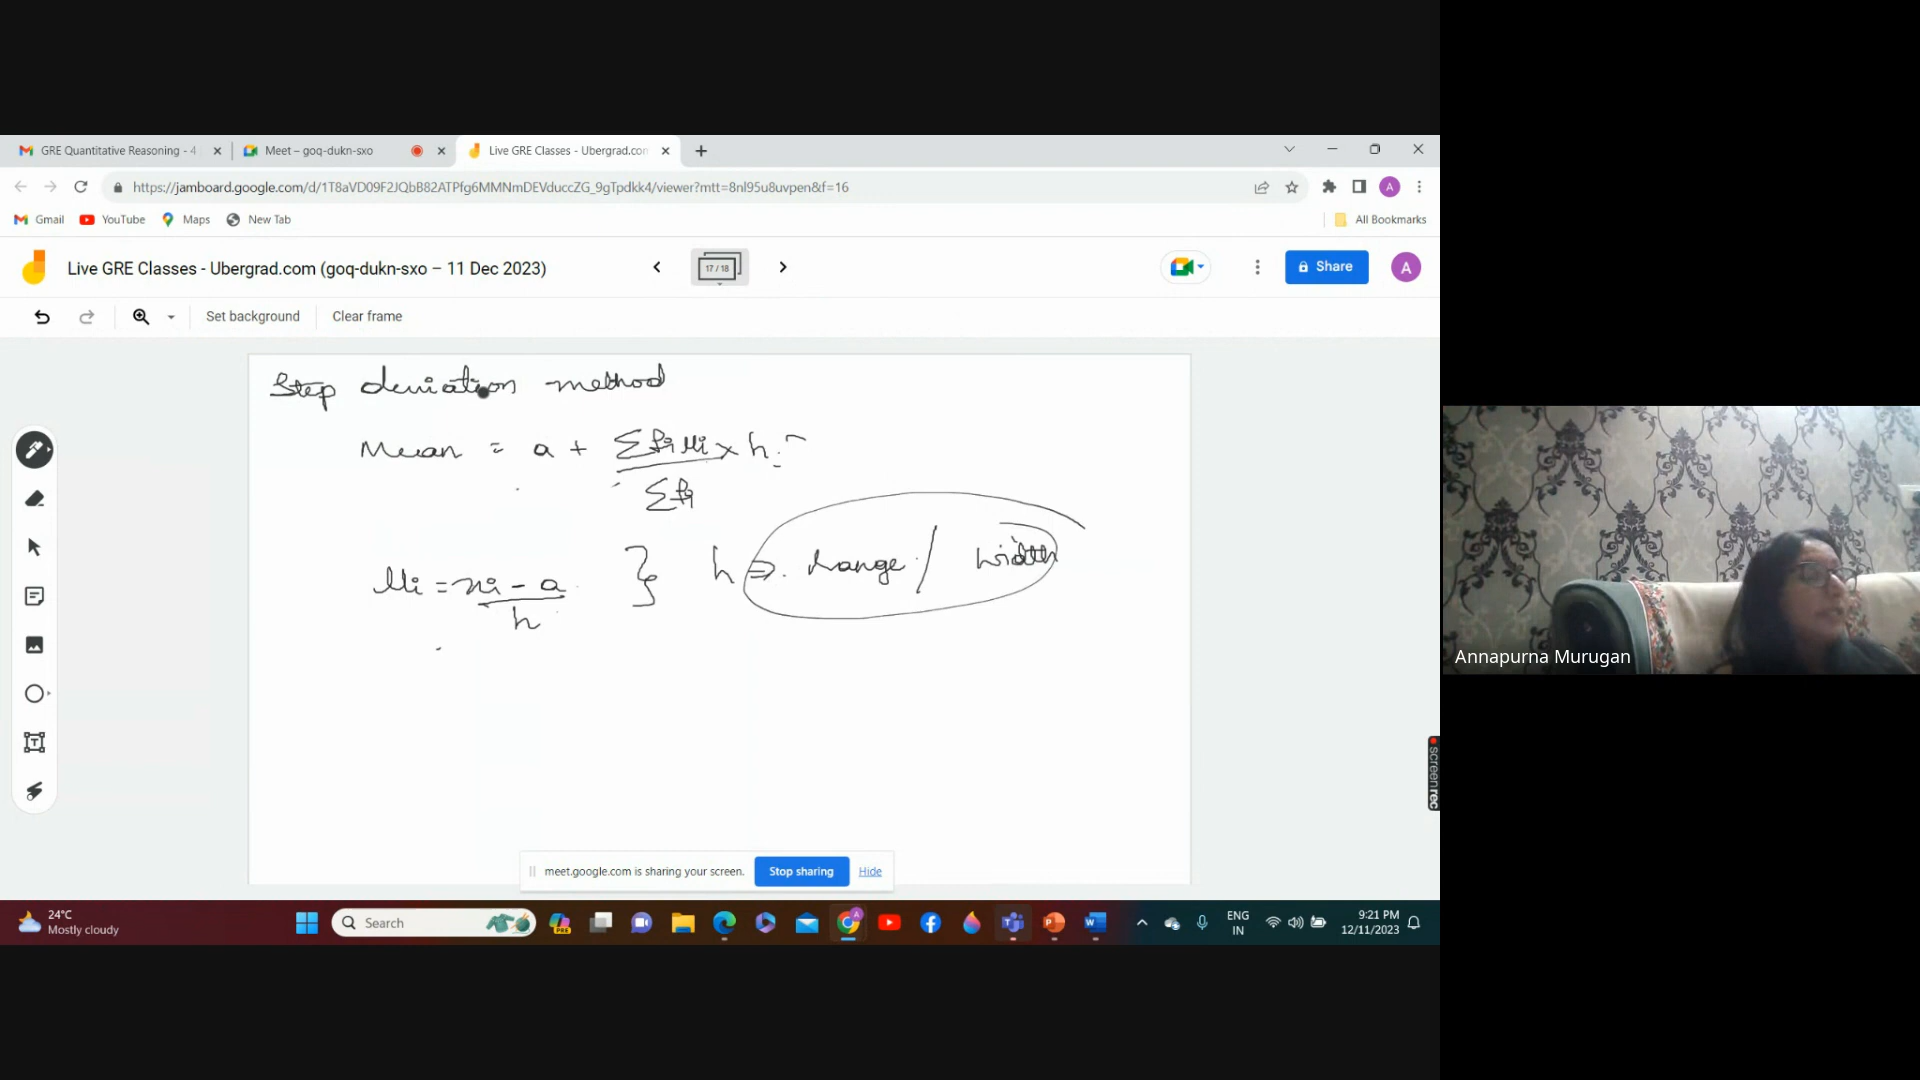 GRE Quantitative Reasoning - 4
Meet – goq-dukn-sxo
Live GRE Classes - Ubergrad.con
https://jamboard.google.com/d/1T8aVD09F2JQbB82ATPfg6MMNmDEVduccZG_9gTpdkk4/viewer?mtt=8nl95u8uvpen&f=16
A
Gmail YouTube Maps New Tab All Bookmarks
Live GRE Classes - Ubergrad.com (goq-dukn-sxo – 11 Dec 2023)
17 / 18
Share
A
Set background Clear frame
Step deviation method
Mean = a + Σfiui × h
Σfi
h ⇒ range / width
ui = xi - a
h
Annapurna Murugan
screenrec
meet.google.com is sharing your screen. Stop sharing Hide
24°C
Mostly cloudy
Search
PRE
ENG
IN
9:21 PM
12/11/2023